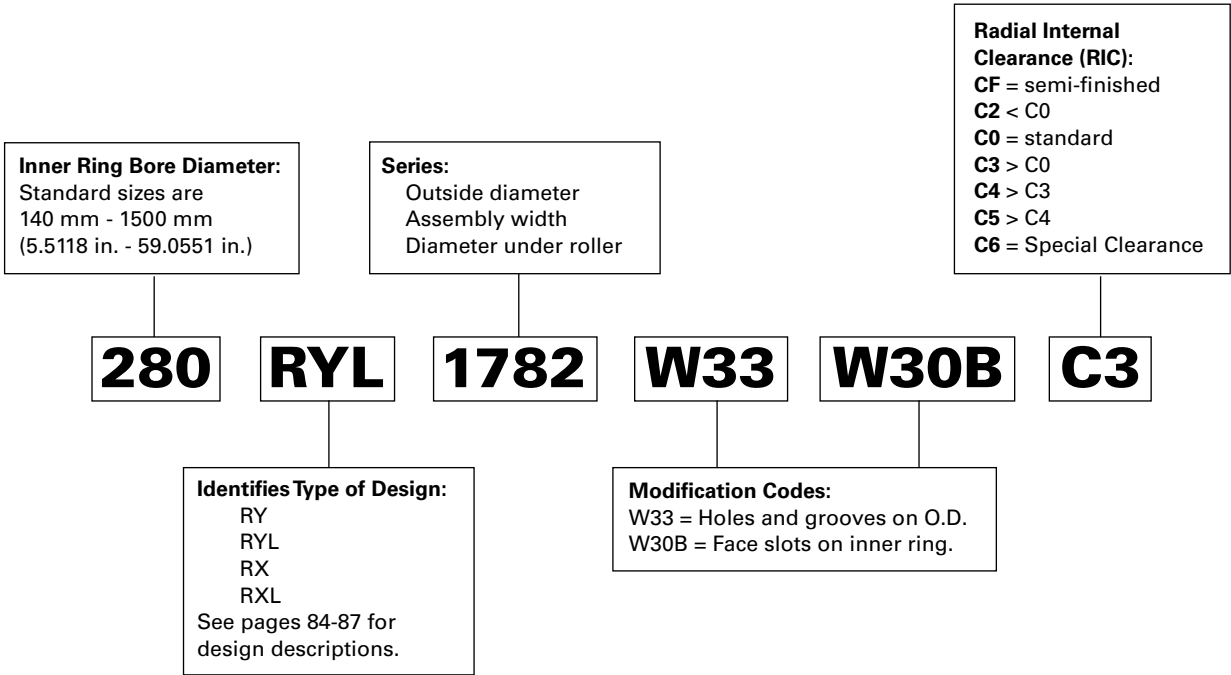 Radial Internal
Clearance (RIC):
CF = semi-finished
C2 < C0
C0 = standard
C3 > C0
C4 > C3
C5 > C4
C6 = Special Clearance
Inner Ring Bore Diameter:
Standard sizes are
140 mm - 1500 mm
(5.5118 in. - 59.0551 in.)
Series:
Outside diameter
Assembly width
Diameter under roller
280 RYL 1782 W33 W30B C3
Identifies Type of Design:
RY
RYL
RX
RXL
See pages 84-87 for
design descriptions.
Modification Codes:
W33 = Holes and grooves on O.D.
W30B = Face slots on inner ring.